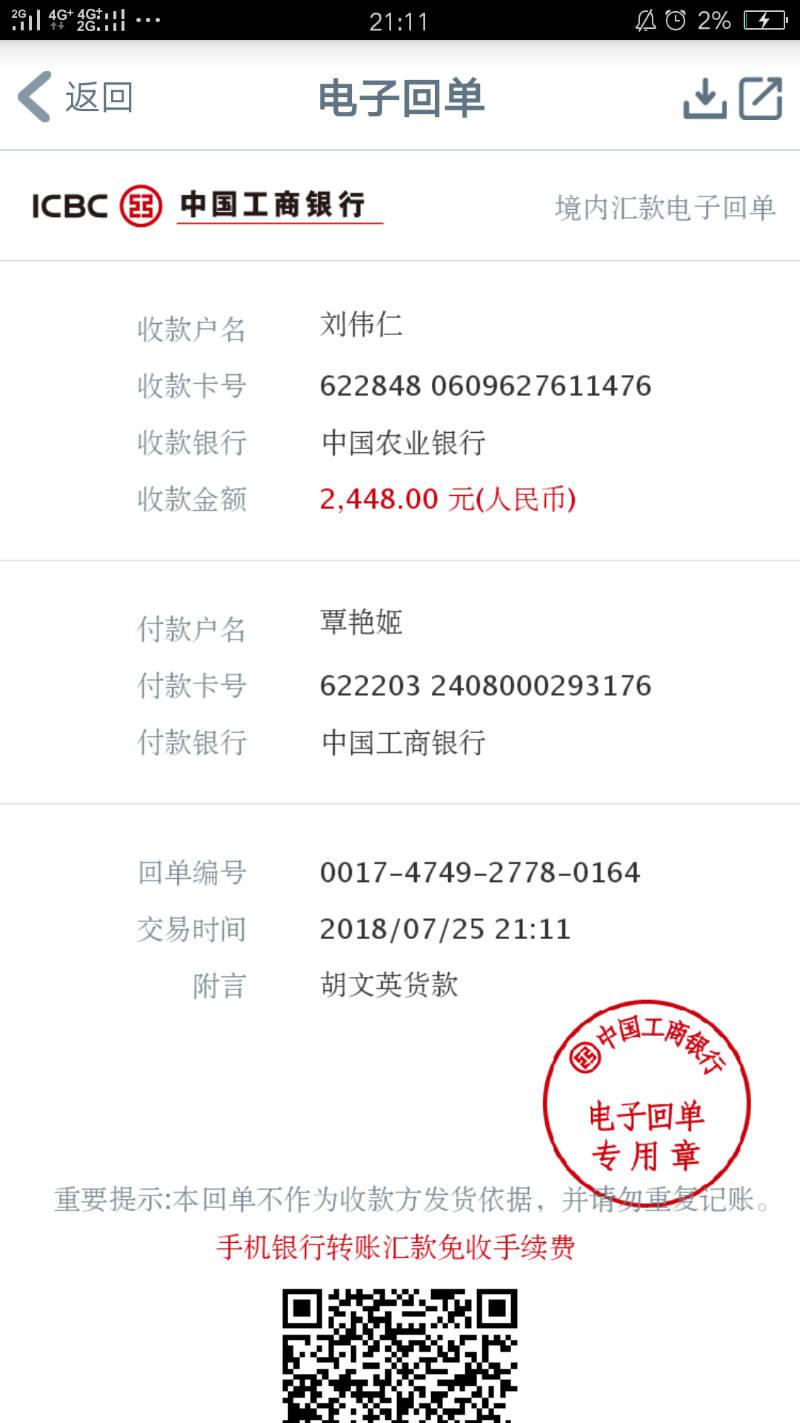 2G 4G+ 4G+ 2G 21:11 2%
返回 电子回单
ICBC 中国工商银行 境内汇款电子回单
收款户名 刘伟仁
收款卡号 622848 0609627611476
收款银行 中国农业银行
收款金额 2,448.00 元(人民币)
付款户名 覃艳姬
付款卡号 622203 2408000293176
付款银行 中国工商银行
回单编号 0017-4749-2778-0164
交易时间 2018/07/25 21:11
附言 胡文英货款
中国工商银行
电子回单
专用章
重要提示:本回单不作为收款方发货依据，并请勿重复记账。
手机银行转账汇款免收手续费